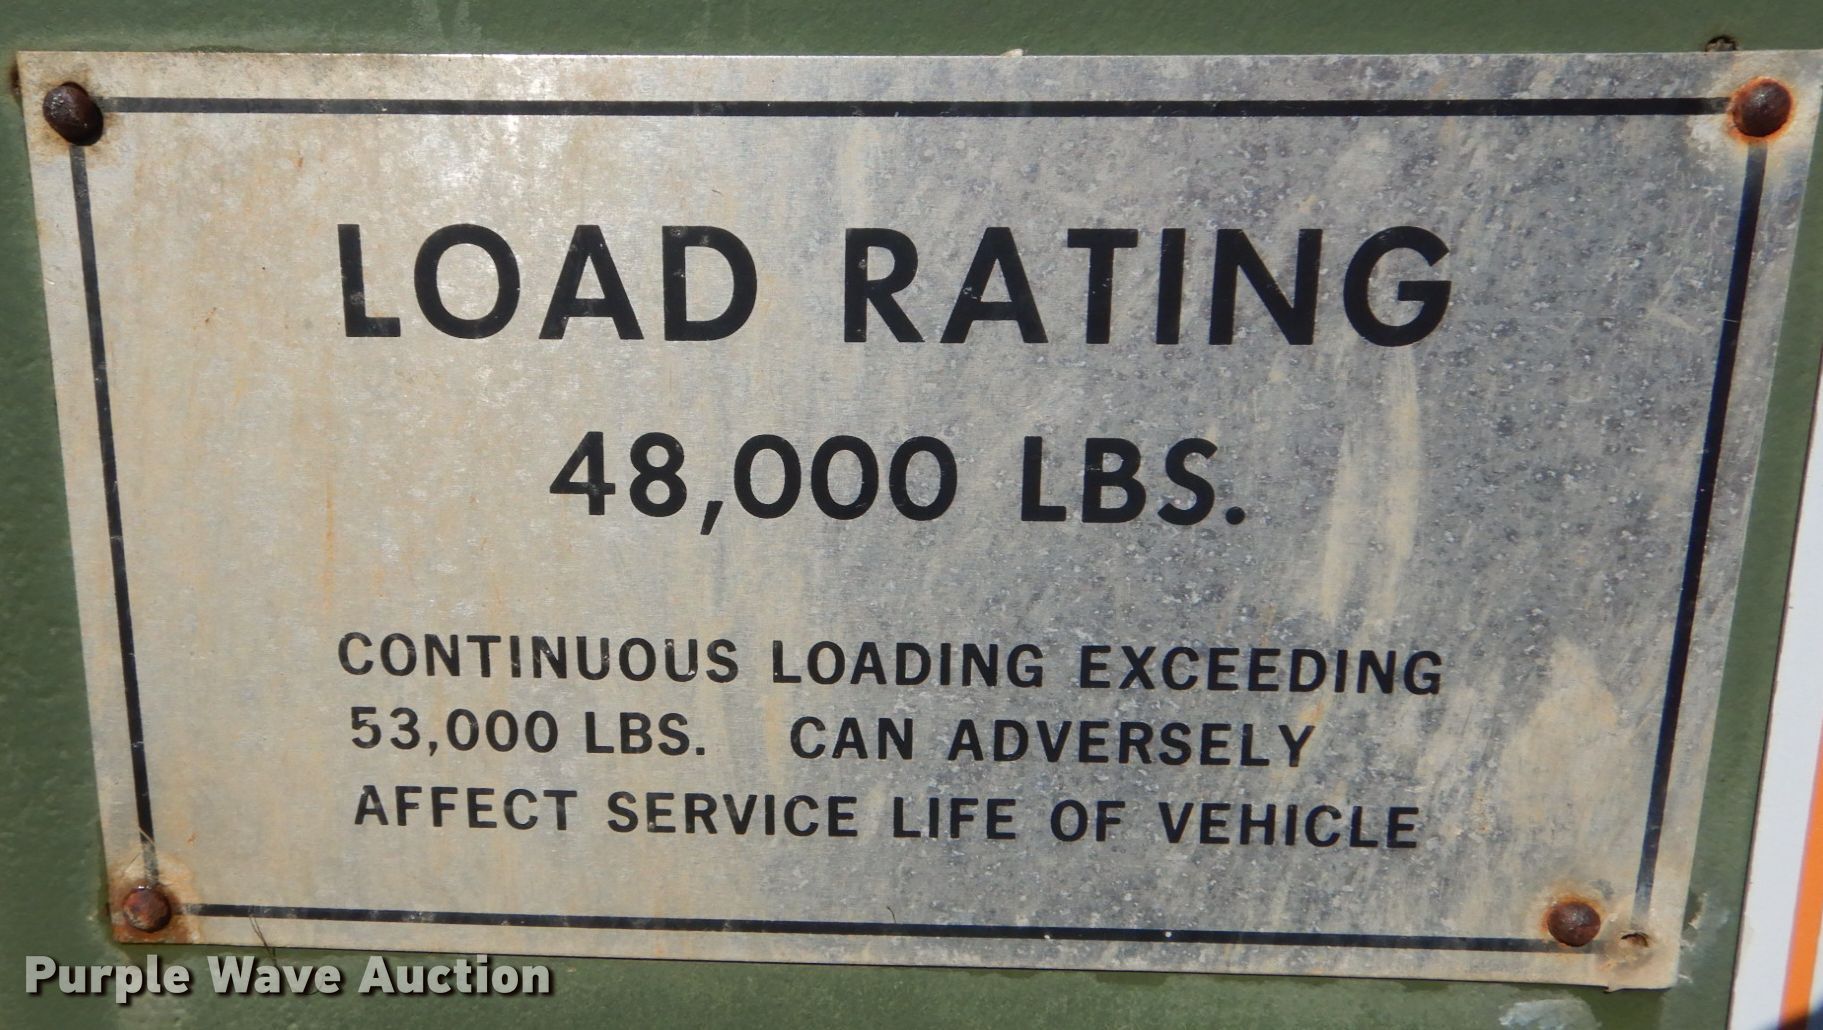 LOAD RATING
48,000 LBS.
CONTINUOUS LOADING EXCEEDING
53,000 LBS. CAN ADVERSELY
AFFECT SERVICE LIFE OF VEHICLE
Purple Wave Auction